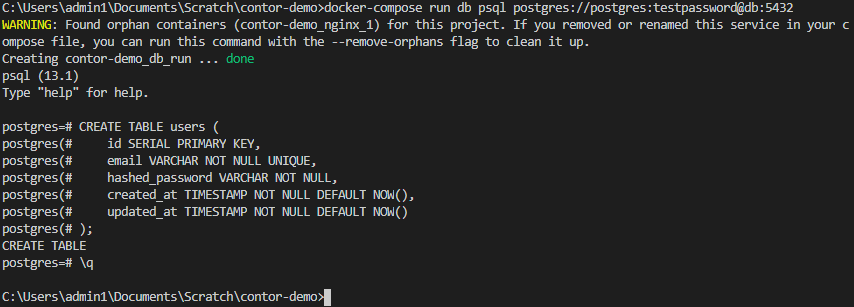 C:\Users\admin1\Documents\Scratch\contor-demo>docker-compose run db psql postgres://postgres:testpassword@db:5432
WARNING: Found orphan containers (contor-demo_nginx_1) for this project. If you removed or renamed this service in your c
ompose file, you can run this command with the --remove-orphans flag to clean it up.
Creating contor-demo_db_run ... done
psql (13.1)
Type "help" for help.

postgres=# CREATE TABLE users (
postgres(#     id SERIAL PRIMARY KEY,
postgres(#     email VARCHAR NOT NULL UNIQUE,
postgres(#     hashed_password VARCHAR NOT NULL,
postgres(#     created_at TIMESTAMP NOT NULL DEFAULT NOW(),
postgres(#     updated_at TIMESTAMP NOT NULL DEFAULT NOW()
postgres(# );
CREATE TABLE
postgres=# \q

C:\Users\admin1\Documents\Scratch\contor-demo>